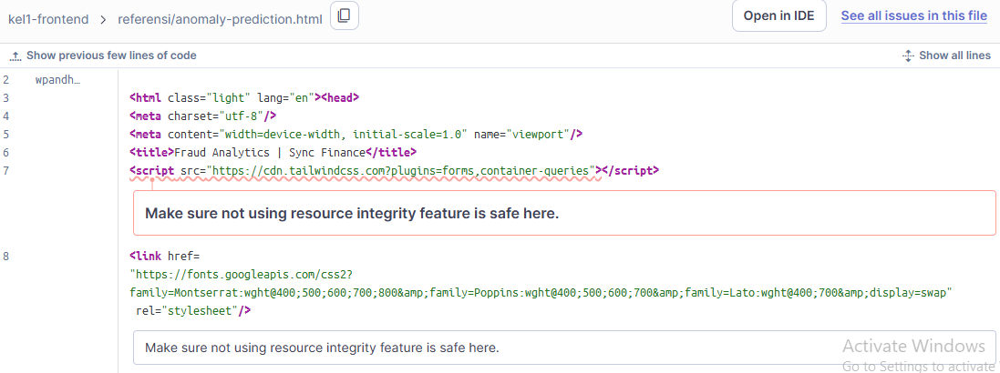 kel1-frontend > referensi/anomaly-prediction.html
Open in IDE
See all issues in this file
Show previous few lines of code
Show all lines
2 wpandh…
3 <html class="light" lang="en"><head>
4 <meta charset="utf-8"/>
5 <meta content="width=device-width, initial-scale=1.0" name="viewport"/>
6 <title>Fraud Analytics | Sync Finance</title>
7 <script src="https://cdn.tailwindcss.com?plugins=forms,container-queries"></script>
Make sure not using resource integrity feature is safe here.
8 <link href=
"https://fonts.googleapis.com/css2?
family=Montserrat:wght@400;500;600;700;800&amp;family=Poppins:wght@400;500;600;700&amp;family=Lato:wght@400;700&amp;display=swap"
rel="stylesheet"/>
Make sure not using resource integrity feature is safe here.
Activate Windows
Go to Settings to activate